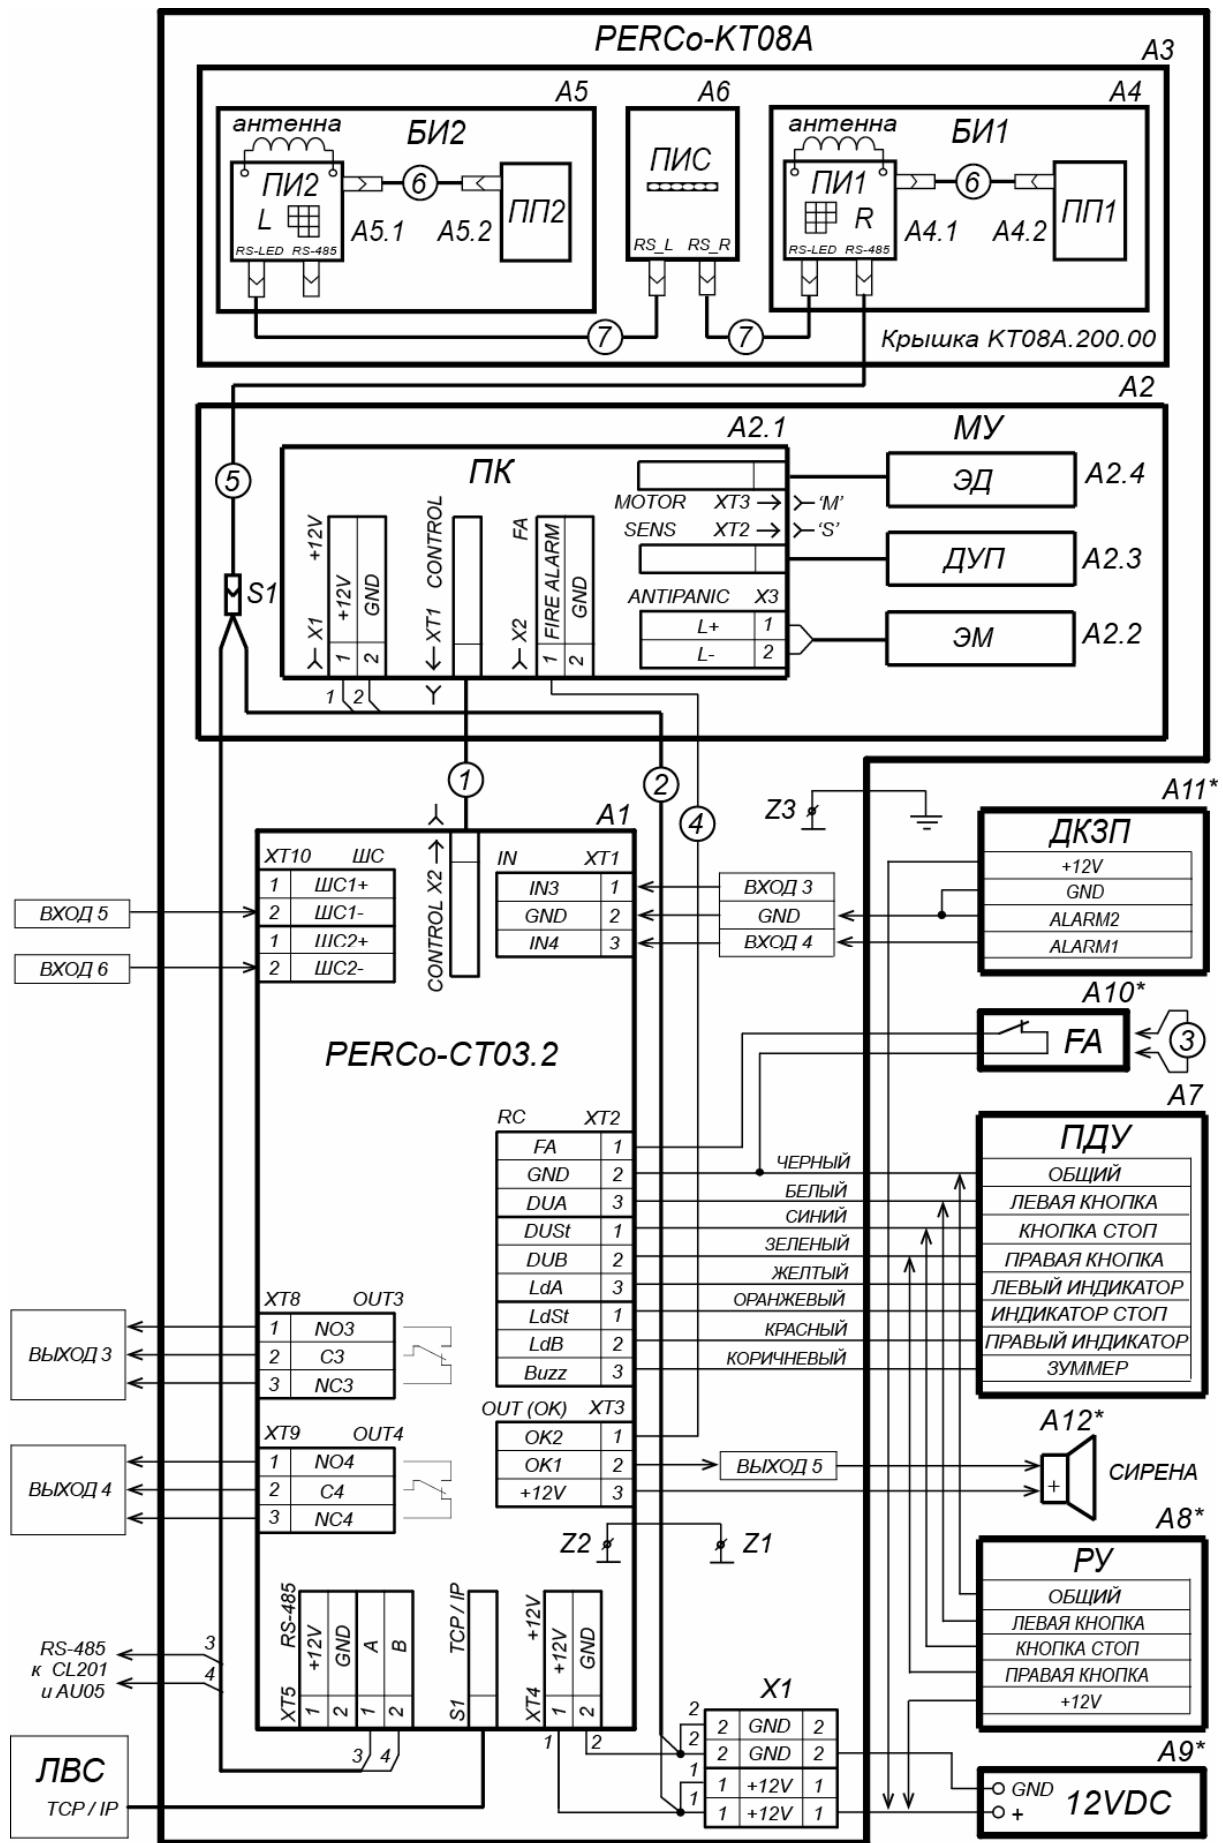 PERCo-KT08A
A3
A5
A6
A4
антенна
БИ2
антенна
БИ1
ПИС
ПИ2
L
6
ПП2
A5.1
A5.2
RS-LED
RS-485
RS_L
RS_R
ПИ1
R
6
ПП1
A4.1
A4.2
RS-LED
RS-485
7
7
Крышка KT08A.200.00
A2
A2.1
МУ
ПК
ЭД
A2.4
5
MOTOR XT3
'M'
SENS XT2
'S'
ДУП
A2.3
ANTIPANIC X3
L+ 1
L- 2
ЭМ
A2.2
S1
+12V
X1
+12V
GND
1
2
CONTROL
XT1
FA
X2
FIRE ALARM
GND
1
2
1
2
1
2
4
Z3
A11*
ДКЗП
+12V
GND
ALARM2
ALARM1
A1
XT10 ШС
1 ШС1+
2 ШС1-
1 ШС2+
2 ШС2-
ВХОД 5
ВХОД 6
CONTROL X2
IN XT1
IN3 1
GND 2
IN4 3
ВХОД 3
GND
ВХОД 4
A10*
FA
3
PERCo-CT03.2
A7
ПДУ
ОБЩИЙ
ЛЕВАЯ КНОПКА
КНОПКА СТОП
ПРАВАЯ КНОПКА
ЛЕВЫЙ ИНДИКАТОР
ИНДИКАТОР СТОП
ПРАВЫЙ ИНДИКАТОР
ЗУММЕР
RC XT2
FA 1
GND 2
DUA 3
DUSt 1
DUB 2
LdA 3
LdSt 1
LdB 2
Buzz 3
ЧЕРНЫЙ
БЕЛЫЙ
СИНИЙ
ЗЕЛЕНЫЙ
ЖЕЛТЫЙ
ОРАНЖЕВЫЙ
КРАСНЫЙ
КОРИЧНЕВЫЙ
XT8 OUT3
1 NO3
2 C3
3 NC3
ВЫХОД 3
XT9 OUT4
1 NO4
2 C4
3 NC4
ВЫХОД 4
OUT (OK) XT3
OK2 1
OK1 2
+12V 3
ВЫХОД 5
A12*
+
СИРЕНА
Z2
Z1
A8*
РУ
ОБЩИЙ
ЛЕВАЯ КНОПКА
КНОПКА СТОП
ПРАВАЯ КНОПКА
+12V
RS-485
XT5
+12V
GND
A
B
1
2
1
2
TCP / IP
S1
+12V
XT4
+12V
GND
1
2
RS-485
к CL201
и AU05
3
4
3
4
1
2
X1
2
2
1
1
2 GND 2
2 GND 2
1 +12V 1
1 +12V 1
A9*
GND
+
12VDC
ЛВС
TCP / IP